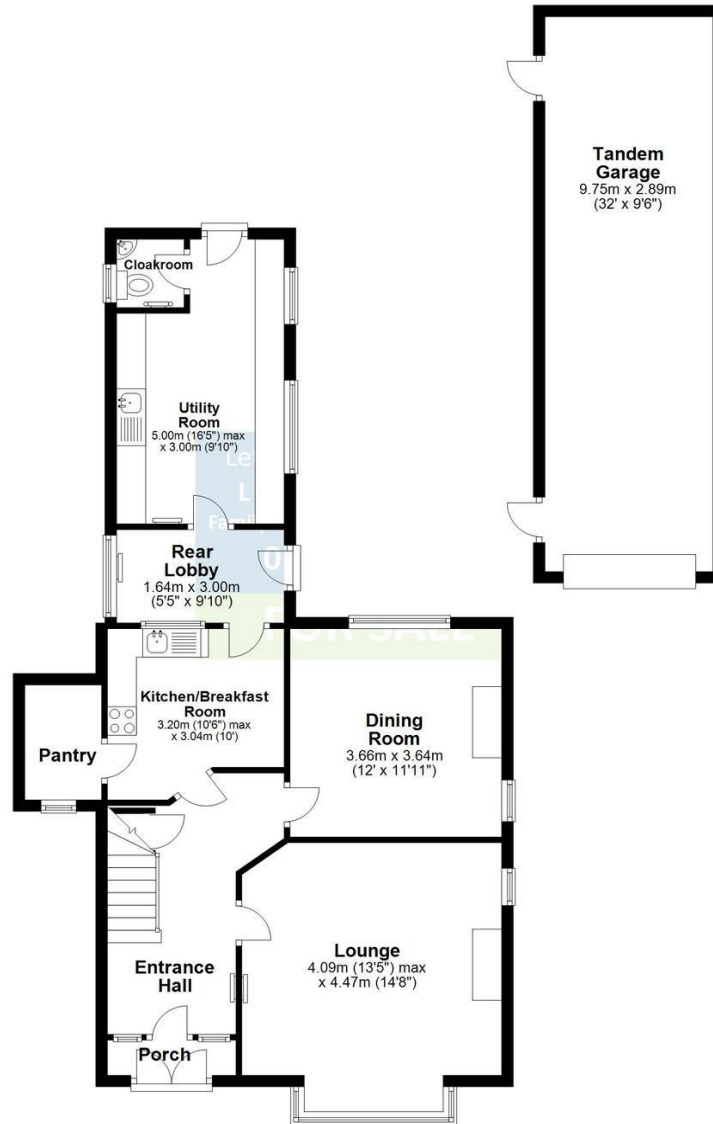 Tandem
Garage
9.75m x 2.89m
(32' x 9'6")
Cloakroom
Utility
Room
5.00m (16'5") max
x 3.00m (9'10")
Rear
Lobby
1.64m x 3.00m
(5'5" x 9'10")
FOR SALE
Kitchen/Breakfast
Room
3.20m (10'6") max
x 3.04m (10')
Pantry
Dining
Room
3.66m x 3.64m
(12' x 11'11")
Lounge
4.09m (13'5") max
x 4.47m (14'8")
Entrance
Hall
Porch